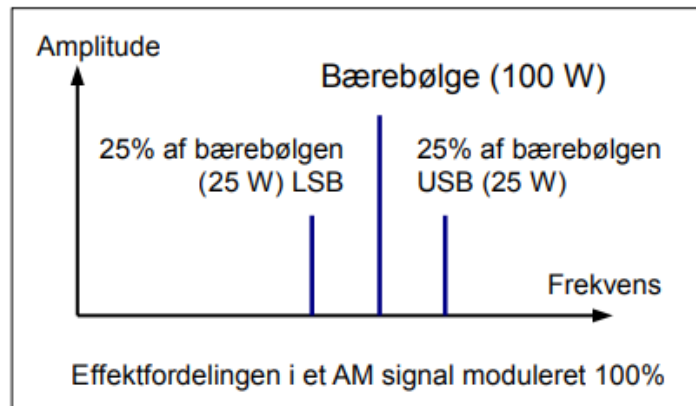 Amplitude
Bærebølge (100 W)
25% af bærebølgen
(25 W) LSB
25% af bærebølgen
USB (25 W)
Frekvens
Effektfordelingen i et AM signal moduleret 100%